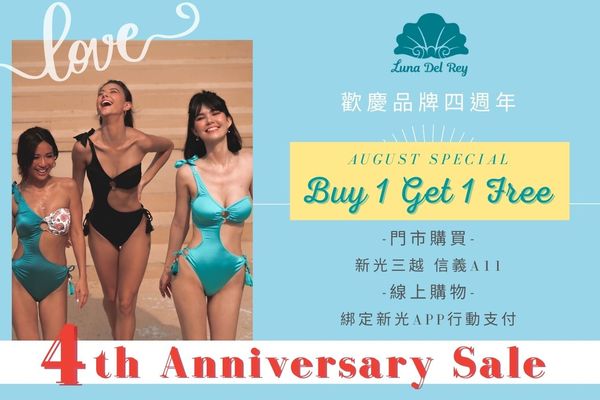 love
Luna Del Rey
歡慶品牌四週年
AUGUST SPECIAL
Buy 1 Get 1 Free
-門市購買-
新光三越 信義A11
-線上購物-
綁定新光APP行動支付
4th Anniversary Sale